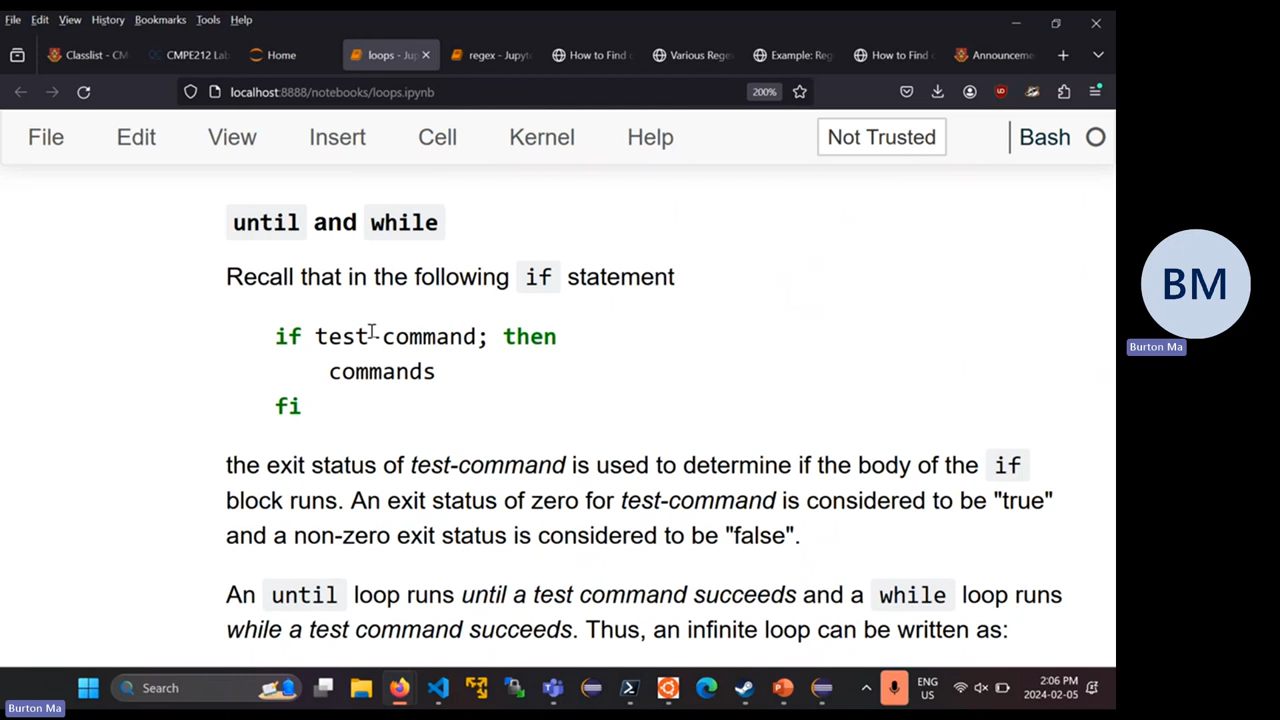 File Edit View History Bookmarks Tools Help
Classlist - CM
CMPE212 Lab
Home
loops - Jup
regex - Jupyt
How to Find
Various Rege
Example: Reg
How to Find
Announceme
localhost:8888/notebooks/loops.ipynb
200%
File Edit View Insert Cell Kernel Help
Not Trusted
Bash
until and while
Recall that in the following if statement
if test-command; then
commands
fi
the exit status of test-command is used to determine if the body of the if
block runs. An exit status of zero for test-command is considered to be "true"
and a non-zero exit status is considered to be "false".
An until loop runs until a test command succeeds and a while loop runs
while a test command succeeds. Thus, an infinite loop can be written as:
BM
Burton Ma
Search
ENG
US
2:06 PM
2024-02-05
Burton Ma